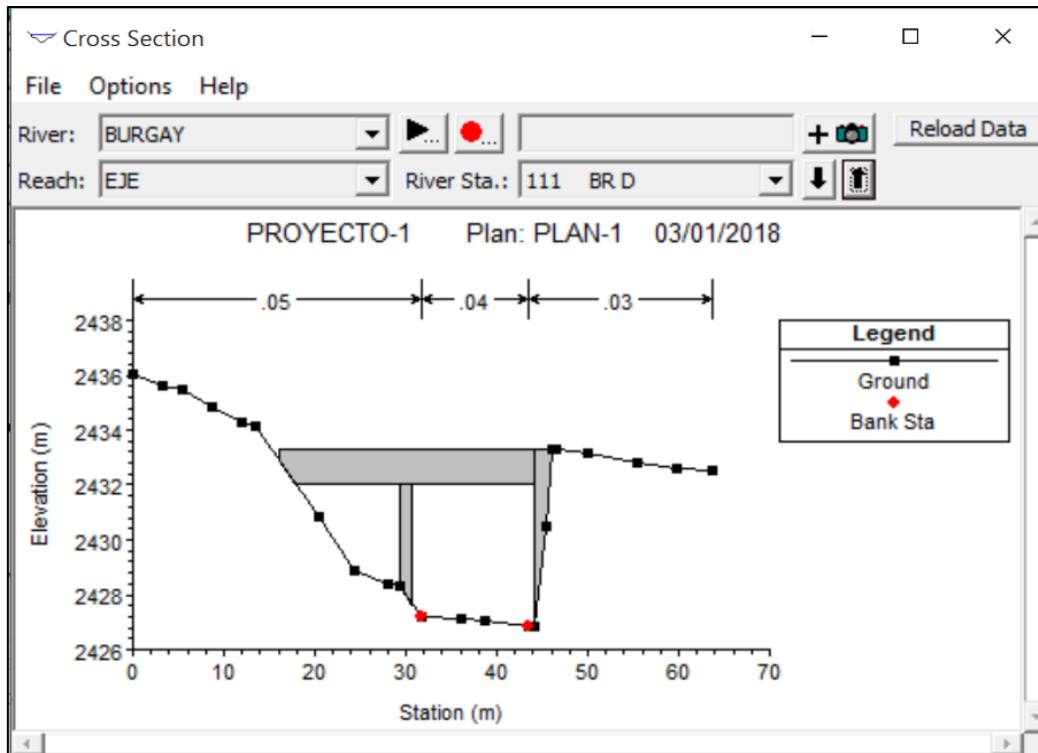 Cross Section
File Options Help
River: BURGAY
Reload Data
Reach: EJE River Sta.: 111 BR D
PROYECTO-1 Plan: PLAN-1 03/01/2018
.05 .04 .03
Legend
Ground
Bank Sta
Elevation (m)
2438
2436
2434
2432
2430
2428
2426
0 10 20 30 40 50 60 70
Station (m)